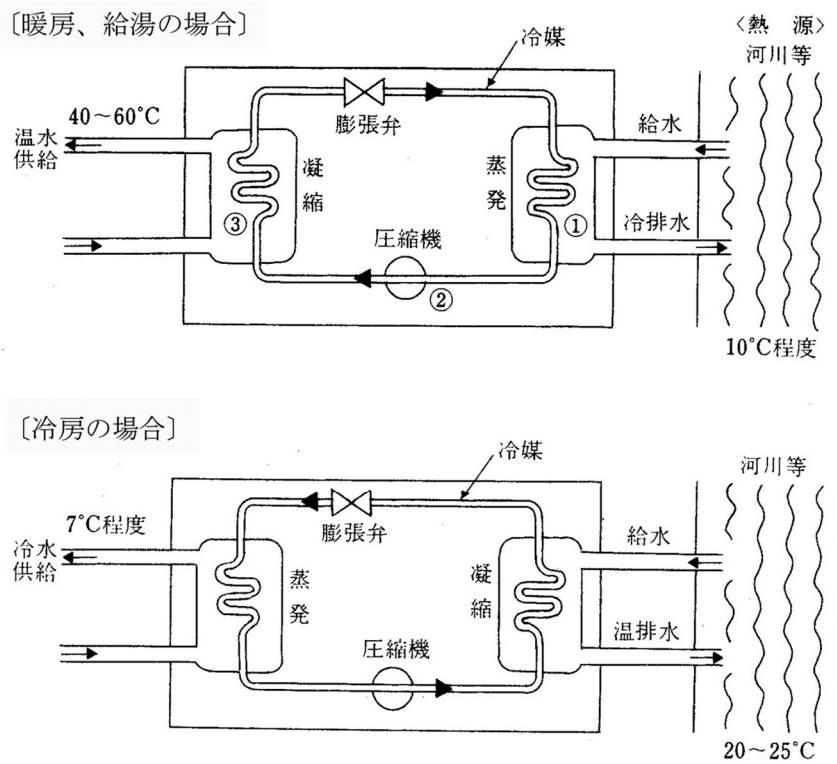 〔暖房、給湯の場合〕
〈熱　源〉
河川等
冷媒
40〜60℃
膨張弁
給水
温水
供給
凝縮
蒸発
③
①
圧縮機
冷排水
②
10℃程度
〔冷房の場合〕
冷媒
河川等
7℃程度
膨張弁
給水
冷水
供給
蒸発
凝縮
圧縮機
温排水
20〜25℃